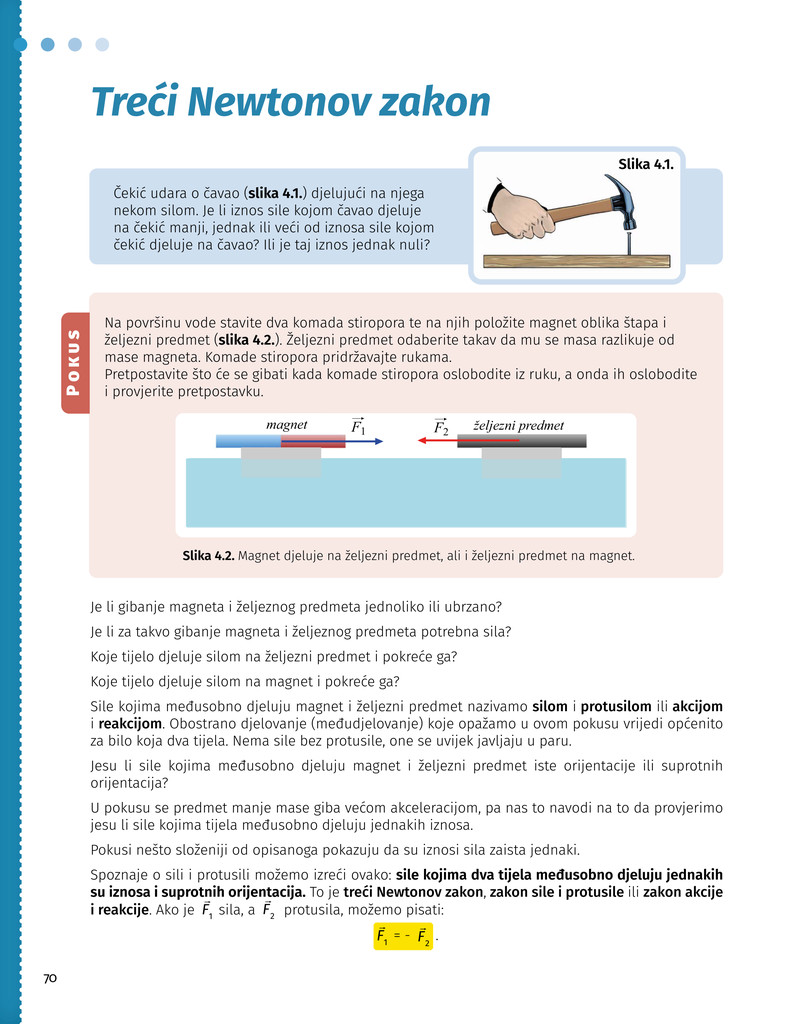 Treći Newtonov zakon
Slika 4.1.
Čekić udara o čavao (slika 4.1.) djelujući na njega
nekom silom. Je li iznos sile kojom čavao djeluje
na čekić manji, jednak ili veći od iznosa sile kojom
čekić djeluje na čavao? Ili je taj iznos jednak nuli?
POKUS
Na površinu vode stavite dva komada stiropora te na njih položite magnet oblika štapa i
željezni predmet (slika 4.2.). Željezni predmet odaberite takav da mu se masa razlikuje od
mase magneta. Komade stiropora pridržavajte rukama.
Pretpostavite što će se gibati kada komade stiropora oslobodite iz ruku, a onda ih oslobodite
i provjerite pretpostavku.
magnet F⃗1 F⃗2 željezni predmet
Slika 4.2. Magnet djeluje na željezni predmet, ali i željezni predmet na magnet.
Je li gibanje magneta i željeznog predmeta jednoliko ili ubrzano?
Je li za takvo gibanje magneta i željeznog predmeta potrebna sila?
Koje tijelo djeluje silom na željezni predmet i pokreće ga?
Koje tijelo djeluje silom na magnet i pokreće ga?
Sile kojima međusobno djeluju magnet i željezni predmet nazivamo silom i protusilom ili akcijom
i reakcijom. Obostrano djelovanje (međudjelovanje) koje opažamo u ovom pokusu vrijedi općenito
za bilo koja dva tijela. Nema sile bez protusile, one se uvijek javljaju u paru.
Jesu li sile kojima međusobno djeluju magnet i željezni predmet iste orijentacije ili suprotnih
orijentacija?
U pokusu se predmet manje mase giba većom akceleracijom, pa nas to navodi na to da provjerimo
jesu li sile kojima tijela međusobno djeluju jednakih iznosa.
Pokusi nešto složeniji od opisanoga pokazuju da su iznosi sila zaista jednaki.
Spoznaje o sili i protusili možemo izreći ovako: sile kojima dva tijela međusobno djeluju jednakih
su iznosa i suprotnih orijentacija. To je treći Newtonov zakon, zakon sile i protusile ili zakon akcije
i reakcije. Ako je F⃗1 sila, a F⃗2 protusila, možemo pisati:
F⃗1 = - F⃗2 .
70